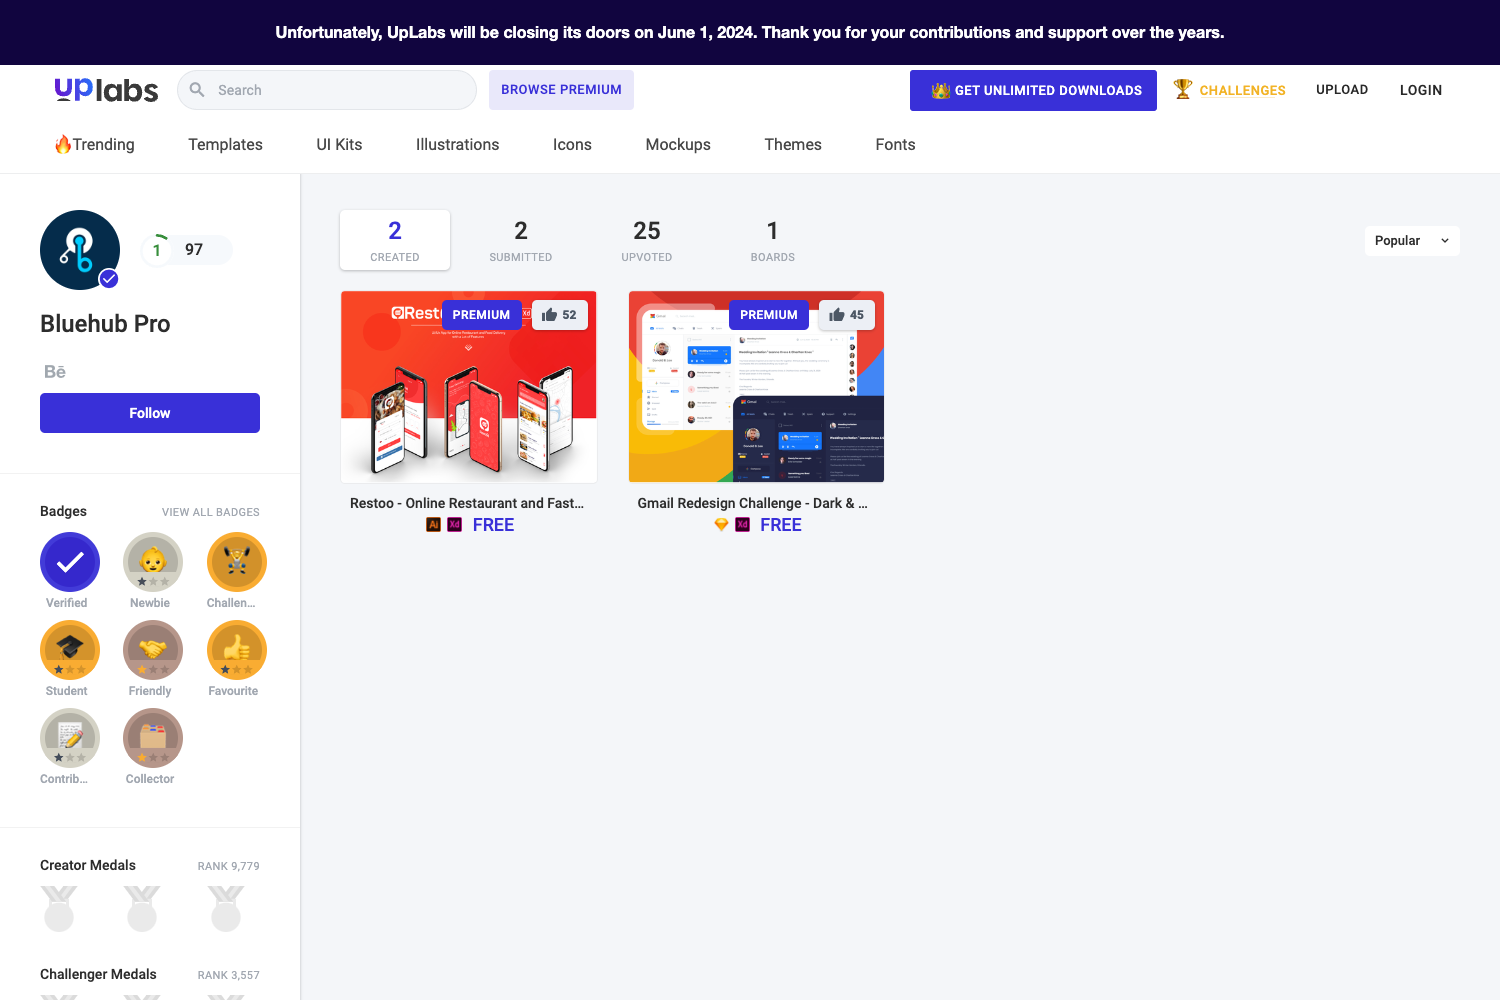 Unfortunately, UpLabs will be closing its doors on June 1, 2024. Thank you for your contributions and support over the years.
uplabs
Search
BROWSE PREMIUM
GET UNLIMITED DOWNLOADS
CHALLENGES
UPLOAD
LOGIN
Trending
Templates
UI Kits
Illustrations
Icons
Mockups
Themes
Fonts
1
97
Bluehub Pro
Bē
Follow
Badges
VIEW ALL BADGES
Verified
Newbie
Challen...
Student
Friendly
Favourite
Contrib...
Collector
Creator Medals
RANK 9,779
Challenger Medals
RANK 3,557
2
CREATED
2
SUBMITTED
25
UPVOTED
1
BOARDS
Popular
PREMIUM
52
Restoo - Online Restaurant and Fast...
Ai Xd FREE
PREMIUM
45
Gmail Redesign Challenge - Dark & ...
Xd FREE